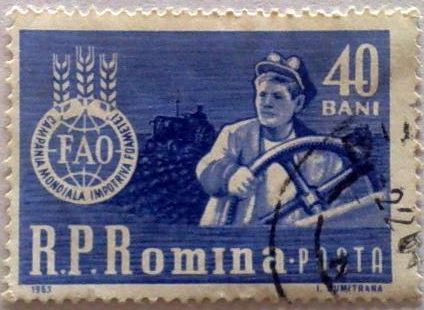 40
BANI
CAMPANIA MONDIALA IMPOTRIVA FOAMETEI
FAO
R.P.Romina·POSTA
1963
I. DUMITRANA